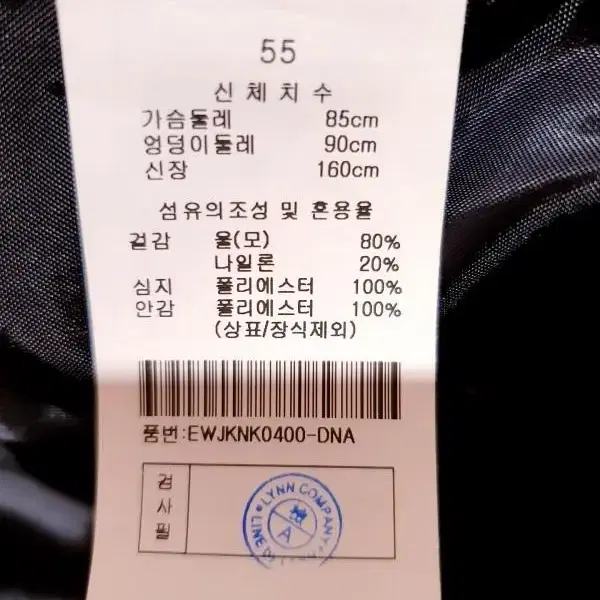 55
신체치수
가슴둘레 85cm
엉덩이둘레 90cm
신장 160cm
섬유의조성 및 혼용율
겉감 울(모) 80%
나일론 20%
심지 폴리에스터 100%
안감 폴리에스터 100%
(상표/장식제외)
품번:EWJKNK0400-DNA
검사필
LYNN COMPANY
A
LINE